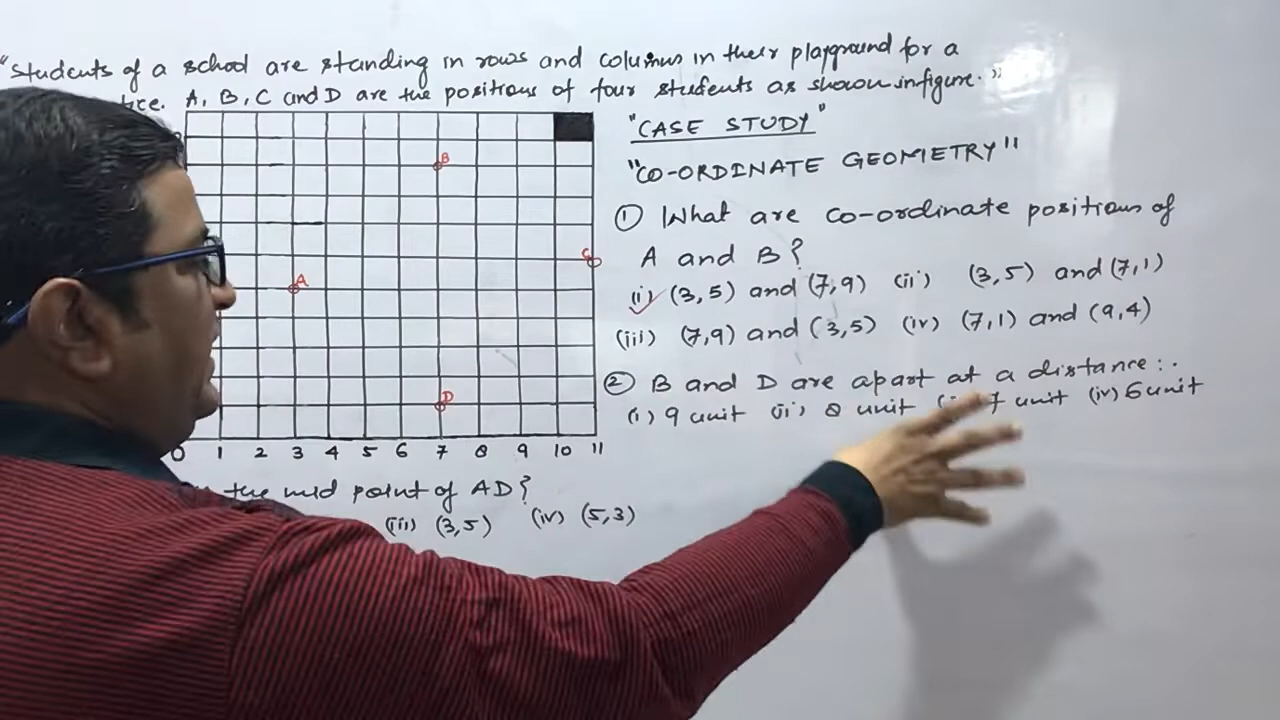 "Students of a school are standing in rows and columns in their playground for a
A, B, C and D are the positions of four students as shown in figure."
"CASE STUDY"
"CO-ORDINATE GEOMETRY"
B
C
A
D
0 1 2 3 4 5 6 7 8 9 10 11
① What are co-ordinate positions of
A and B?
(i) (3,5) and (7,9) (ii) (3,5) and (7,1)
(iii) (7,9) and (3,5) (iv) (7,1) and (9,4)
② B and D are apart at a distance:.
(i) 9 unit (ii) 8 unit 7 unit (iv) 6 unit
the mid point of AD?
(iii) (3,5) (iv) (5,3)